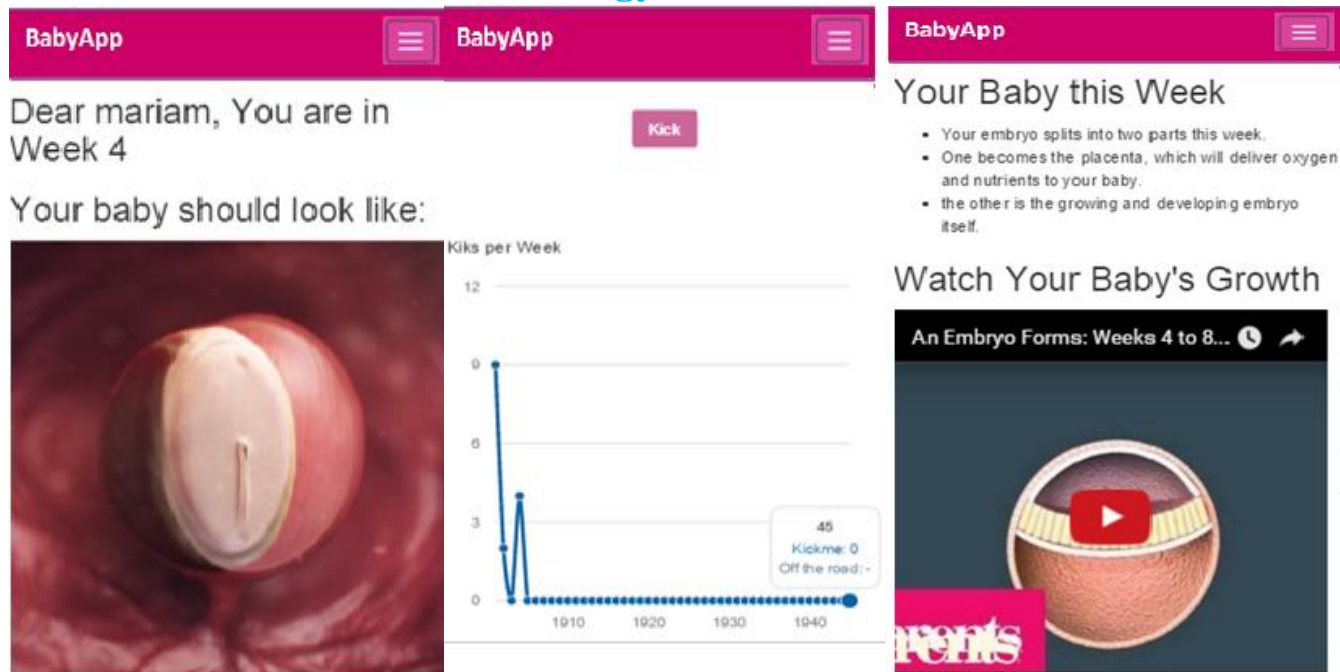 BabyApp
Dear mariam, You are in
Week 4
Your baby should look like:
BabyApp
Kick
Kiks per Week
12
9
6
3
0
1910 1920 1930 1940
45
Kickme: 0
Off the road: -
BabyApp
Your Baby this Week
Your embryo splits into two parts this week.
One becomes the placenta, which will deliver oxygen
and nutrients to your baby.
the other is the growing and developing embryo
itself.
Watch Your Baby's Growth
An Embryo Forms: Weeks 4 to 8...
arents